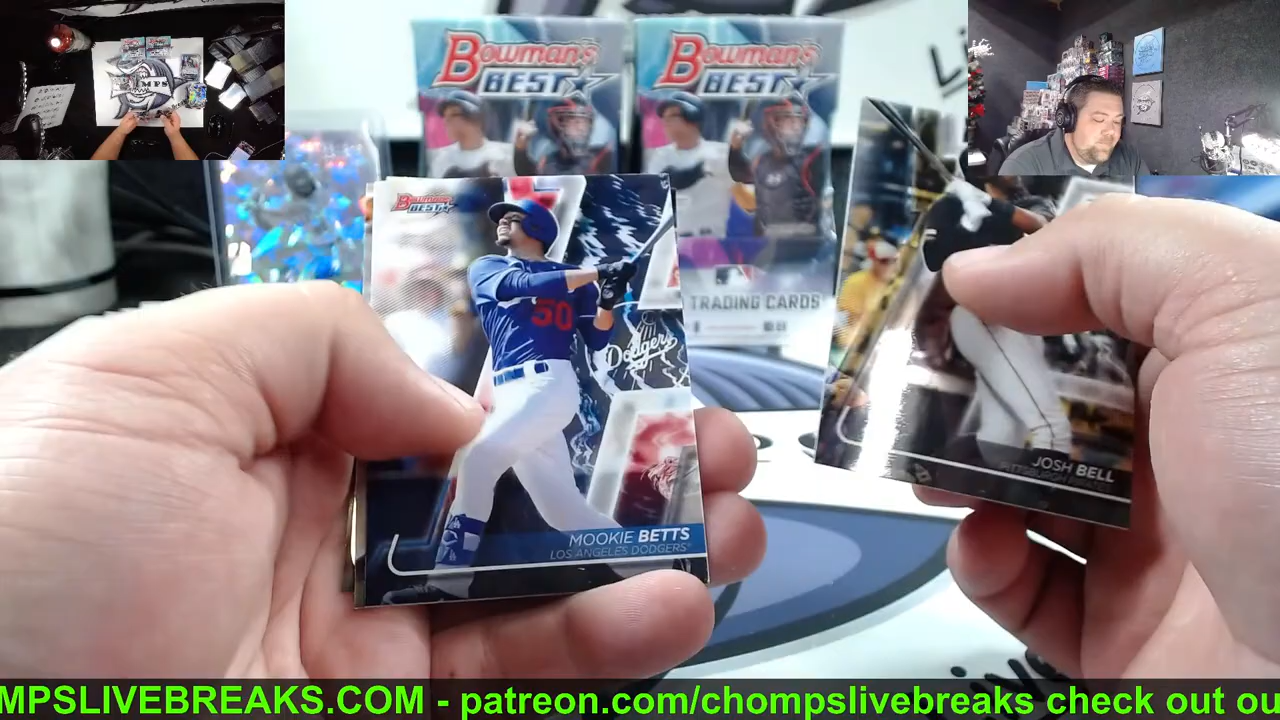 Bowman's
BEST
Bowman's
BEST
TRADING CARDS
Bowman's
BEST
50
Dodgers
MOOKIE BETTS
LOS ANGELES DODGERS
JOSH BELL
PITTSBURGH PIRATES
MPSLIVEBREAKS.COM - patreon.com/chompslivebreaks check out ou